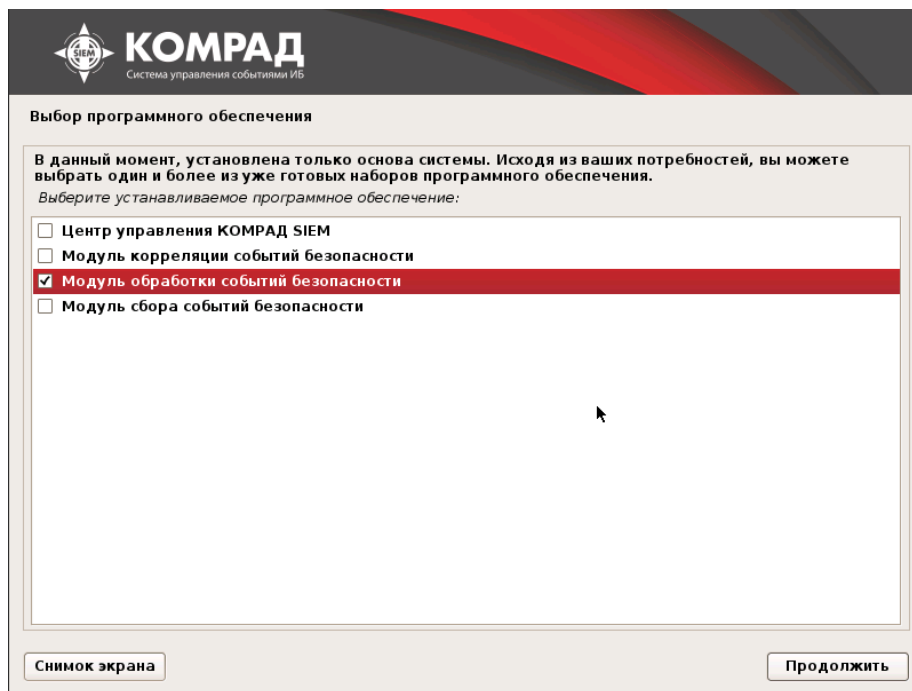 SIEM
КОМРАД
Система управления событиями ИБ
Выбор программного обеспечения
В данный момент, установлена только основа системы. Исходя из ваших потребностей, вы можете
выбрать один и более из уже готовых наборов программного обеспечения.
Выберите устанавливаемое программное обеспечение:
Центр управления КОМРАД SIEM
Модуль корреляции событий безопасности
Модуль обработки событий безопасности
Модуль сбора событий безопасности
Снимок экрана
Продолжить